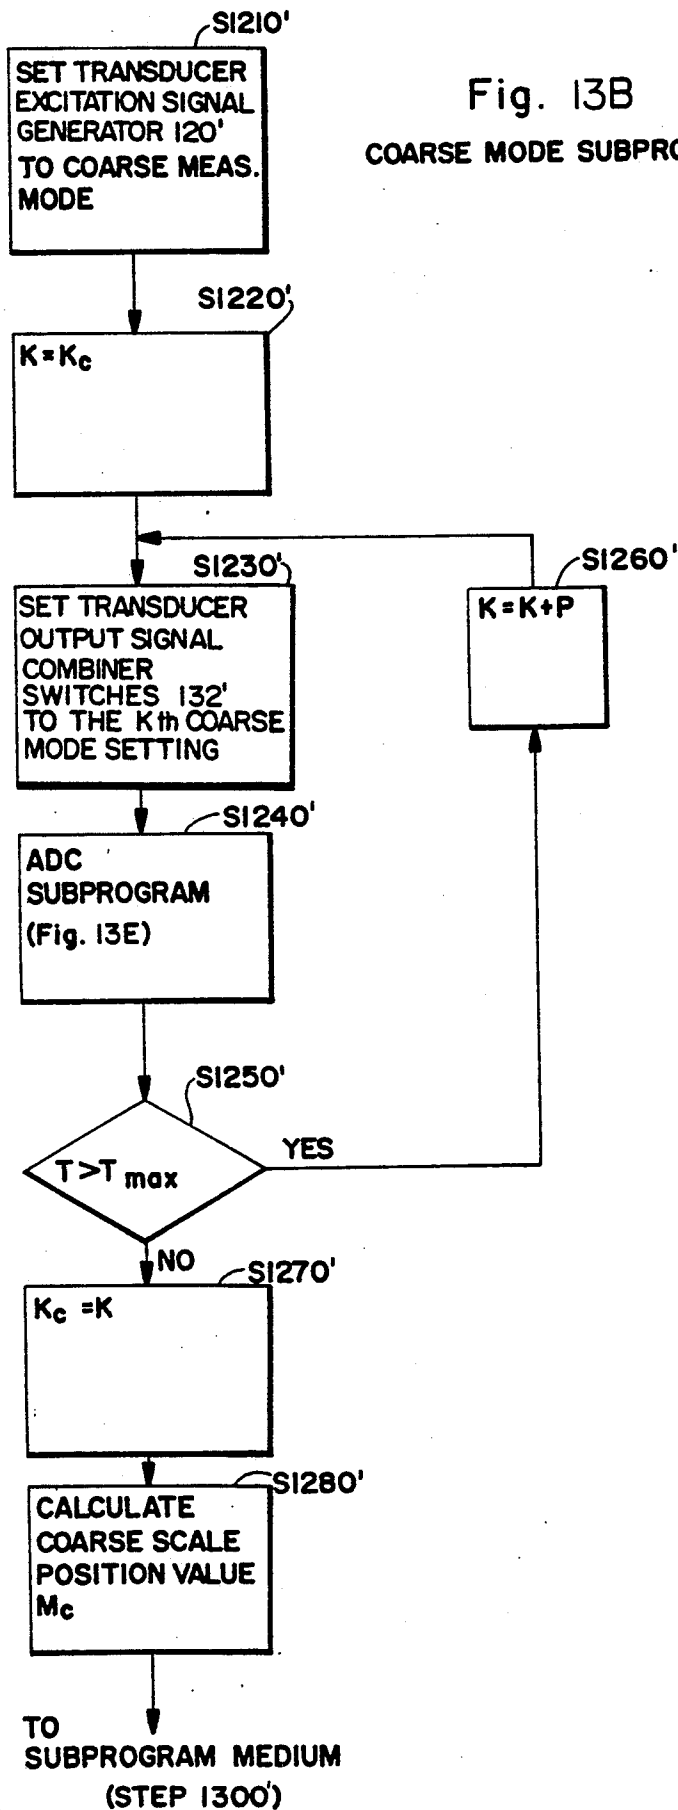 S1210'
SET TRANSDUCER
EXCITATION SIGNAL
GENERATOR 120'
TO COARSE MEAS.
MODE
Fig. 13B
COARSE MODE SUBPRO
S1220'
K=Kc
S1230'
SET TRANSDUCER
OUTPUT SIGNAL
COMBINER
SWITCHES 132'
TO THE Kth COARSE
MODE SETTING
S1260'
K=K+P
S1240'
ADC
SUBPROGRAM
(Fig. 13E)
S1250'
T>Tmax
YES
NO
S1270'
Kc =K
S1280'
CALCULATE
COARSE SCALE
POSITION VALUE
Mc
TO
SUBPROGRAM MEDIUM
(STEP 1300')